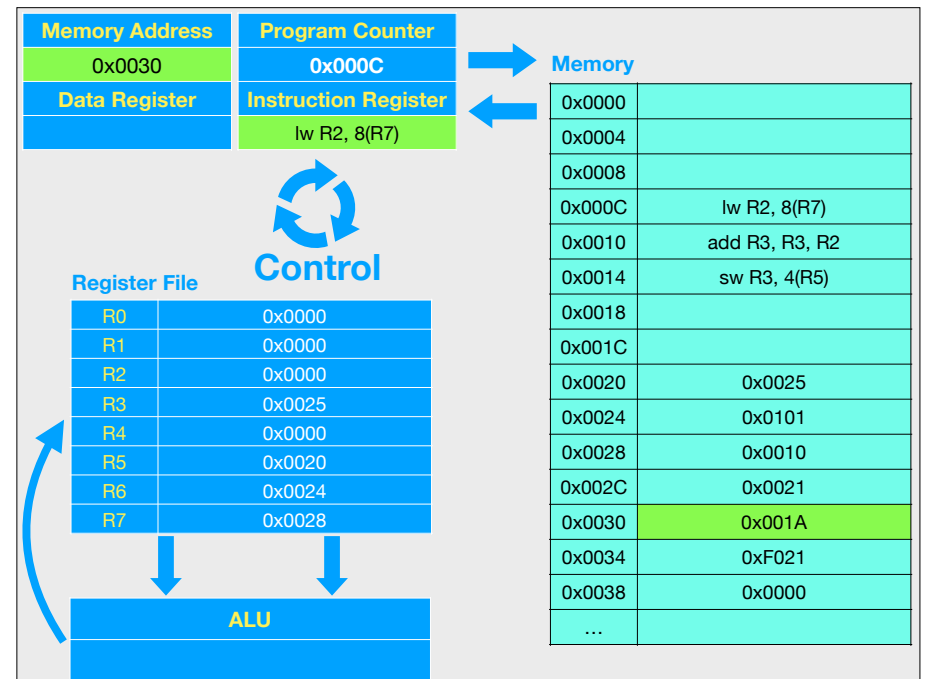 Memory Address Program Counter
0x0030 0x000C
Data Register Instruction Register
lw R2, 8(R7)
Control
Register File
R0 0x0000
R1 0x0000
R2 0x0000
R3 0x0025
R4 0x0000
R5 0x0020
R6 0x0024
R7 0x0028
ALU
Memory
0x0000
0x0004
0x0008
0x000C lw R2, 8(R7)
0x0010 add R3, R3, R2
0x0014 sw R3, 4(R5)
0x0018
0x001C
0x0020 0x0025
0x0024 0x0101
0x0028 0x0010
0x002C 0x0021
0x0030 0x001A
0x0034 0xF021
0x0038 0x0000
…